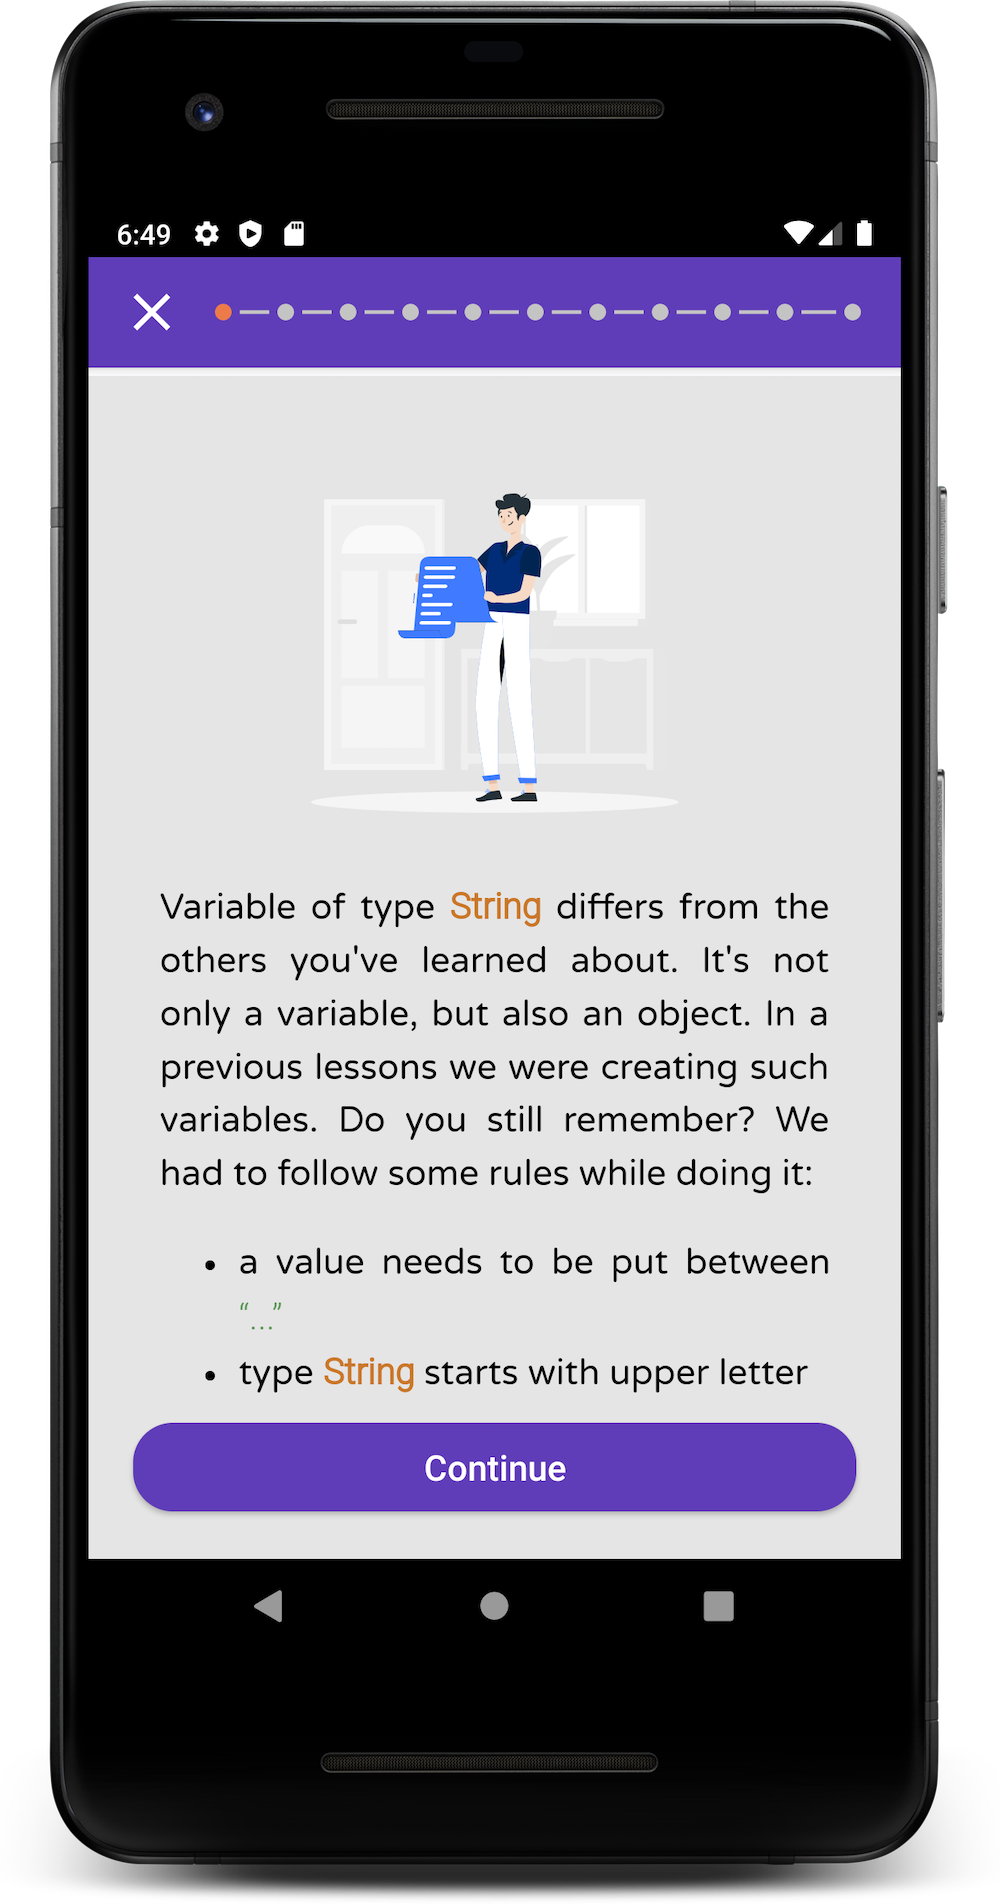 6:49
Variable of type String differs from the
others you've learned about. It's not
only a variable, but also an object. In a
previous lessons we were creating such
variables. Do you still remember? We
had to follow some rules while doing it:
• a value needs to be put between
“...”
• type String starts with upper letter
Continue